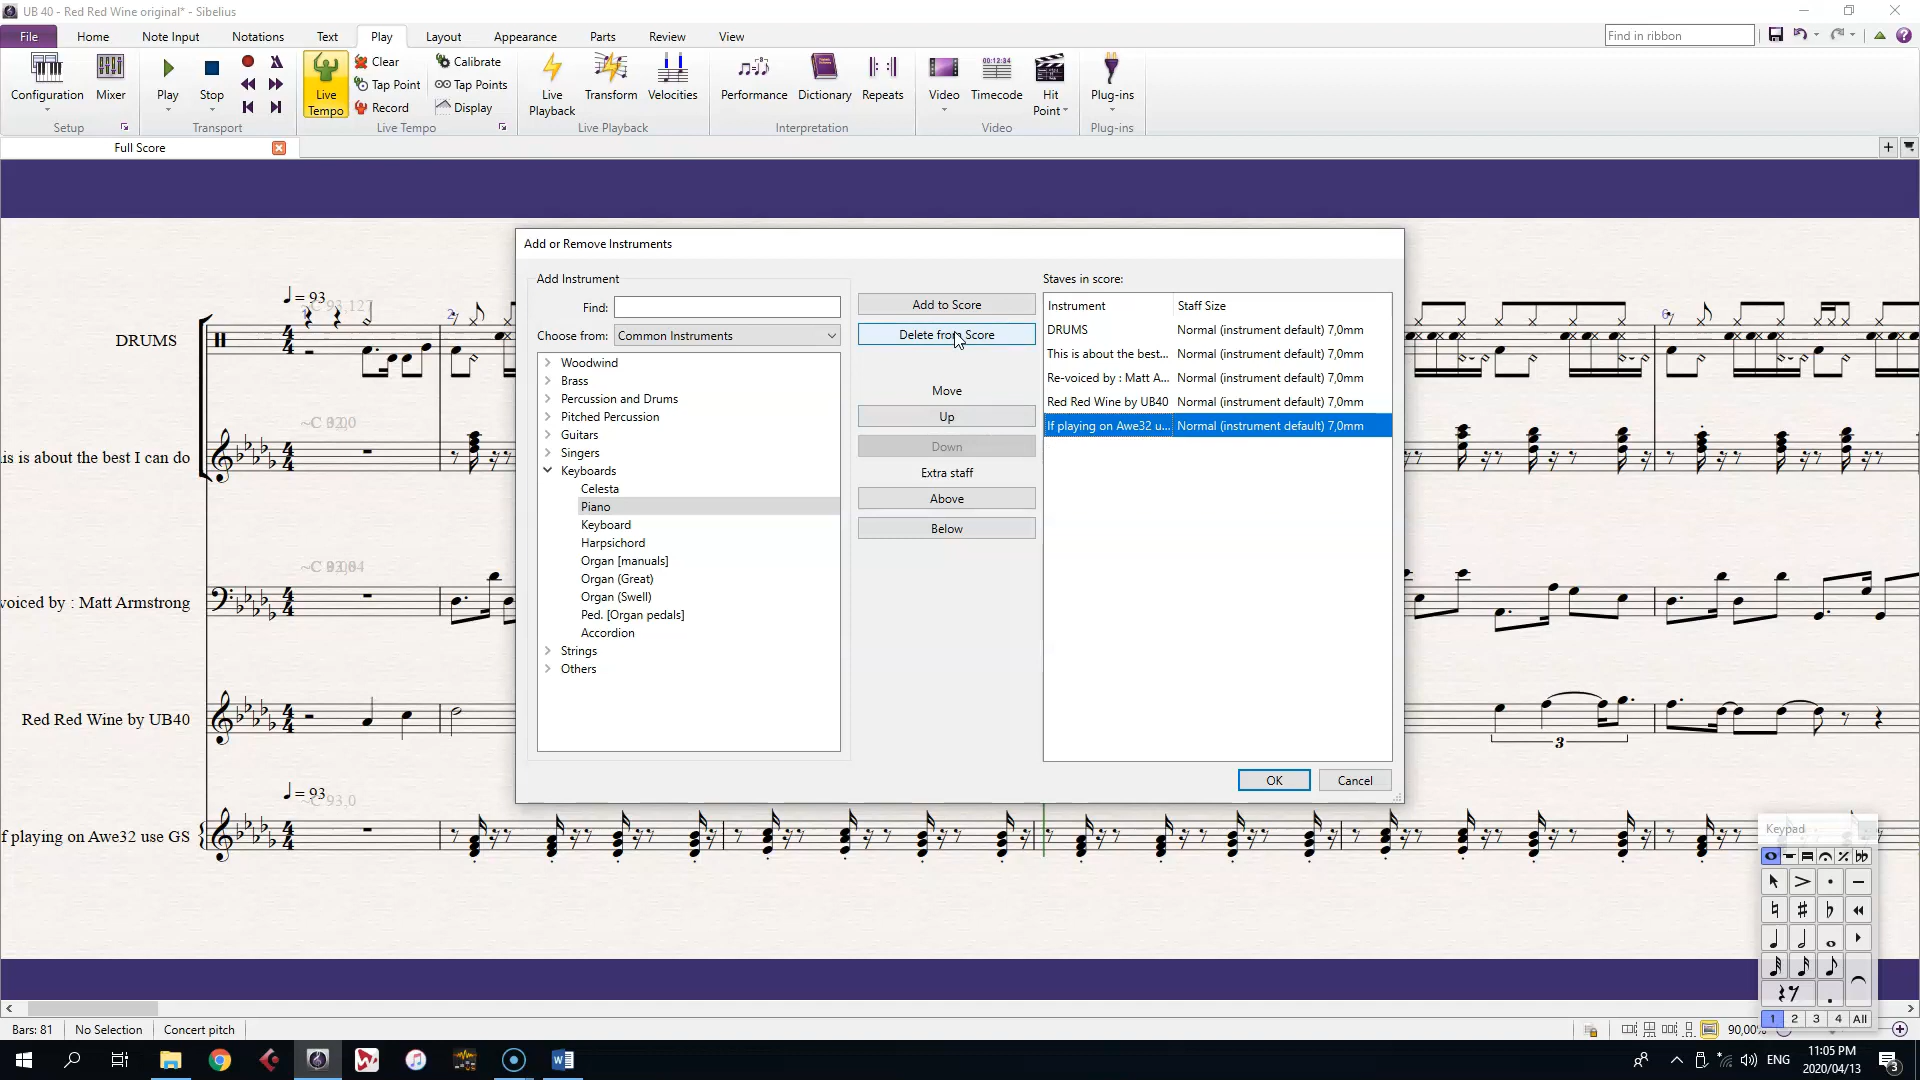 UB 40 - Red Red Wine original* - Sibelius
File Home Note Input Notations Text Play Layout Appearance Parts Review View Find in ribbon
Configuration Mixer Play Stop Live Tempo Clear Tap Point Record Calibrate Tap Points Display Live Playback Transform Velocities Performance Dictionary Repeats Video Timecode Hit Point Plug-ins
00:12:34
Setup Transport Live Tempo Live Playback Interpretation Video Plug-ins
Full Score
Add or Remove Instruments
Add Instrument
Find:
Choose from: Common Instruments
Woodwind
Brass
Percussion and Drums
Pitched Percussion
Guitars
Singers
Keyboards
Celesta
Piano
Keyboard
Harpsichord
Organ [manuals]
Organ (Great)
Organ (Swell)
Ped. [Organ pedals]
Accordion
Strings
Others
Add to Score
Delete from Score
Move
Up
Down
Extra staff
Above
Below
Staves in score:
Instrument Staff Size
DRUMS Normal (instrument default) 7,0mm
This is about the best... Normal (instrument default) 7,0mm
Re-voiced by : Matt A... Normal (instrument default) 7,0mm
Red Red Wine by UB40 Normal (instrument default) 7,0mm
If playing on Awe32 u... Normal (instrument default) 7,0mm
OK Cancel
= 93
DRUMS
2
6
is is about the best I can do
voiced by : Matt Armstrong
Red Red Wine by UB40
3
= 93
~C 93,0
f playing on Awe32 use GS
Keypad
1 2 3 4 All
Bars: 81 No Selection Concert pitch 90,00%
ENG 11:05 PM
2020/04/13
3